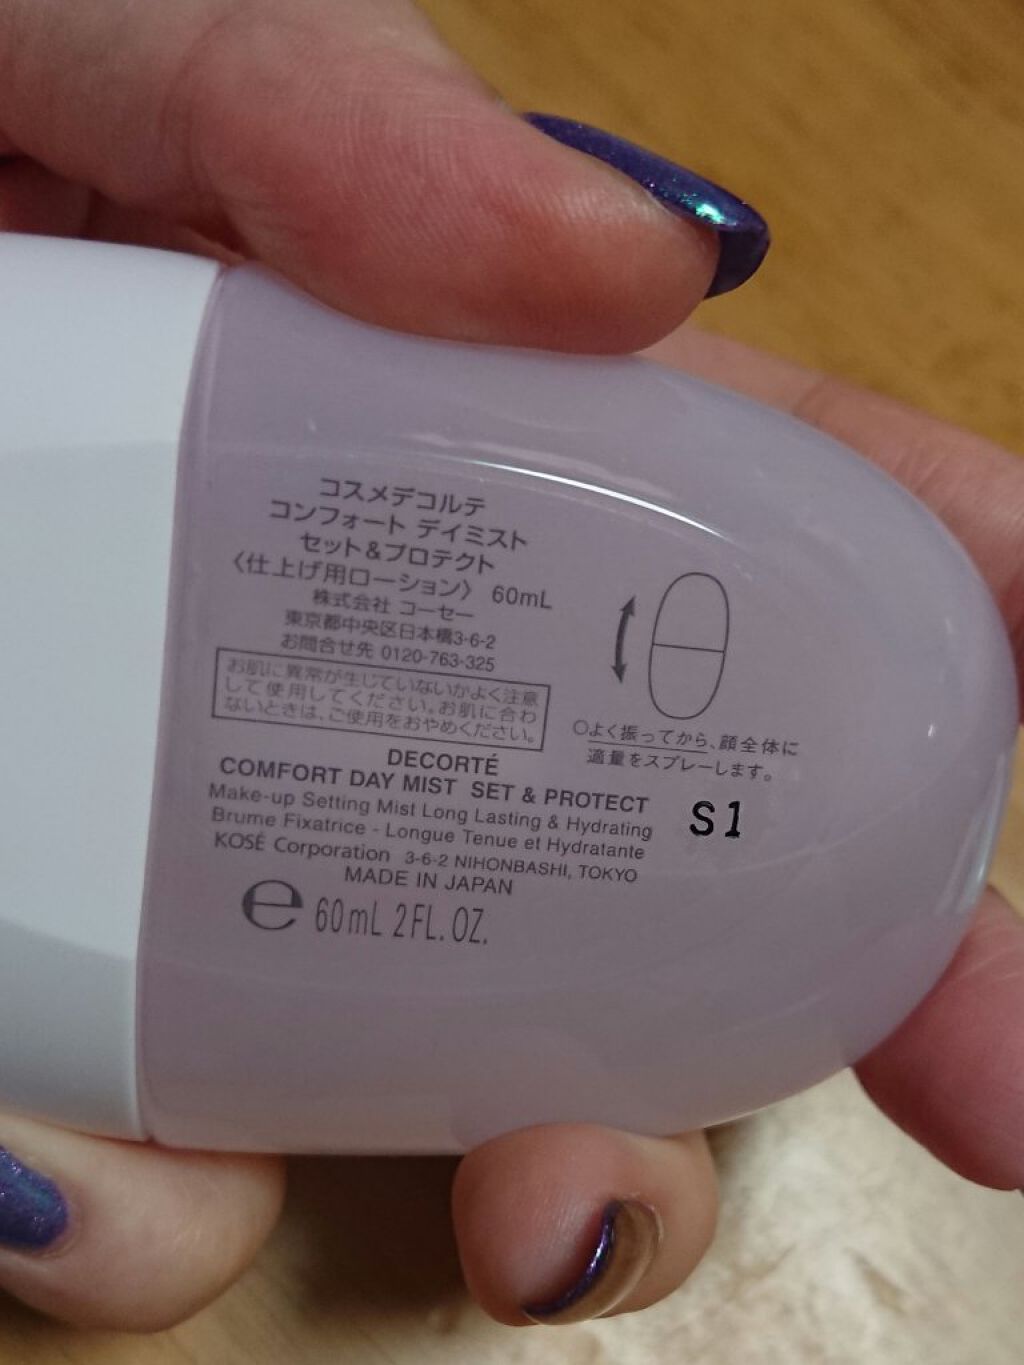 コスメデコルテ
コンフォート デイミスト
セット&プロテクト
〈仕上げ用ローション〉 60mL
株式会社 コーセー
東京都中央区日本橋3-6-2
お問合せ先 0120-763-325
お肌に異常が生じていないかよく注意
して使用してください。お肌に合わ
ないときは、ご使用をおやめください。
○よく振ってから、顔全体に
適量をスプレーします。
DECORTÉ
COMFORT DAY MIST SET & PROTECT
Make-up Setting Mist Long Lasting & Hydrating
Brume Fixatrice - Longue Tenue et Hydratante
KOSÉ Corporation 3-6-2 NIHONBASHI, TOKYO
MADE IN JAPAN
e 60mL 2FL.OZ.
S1